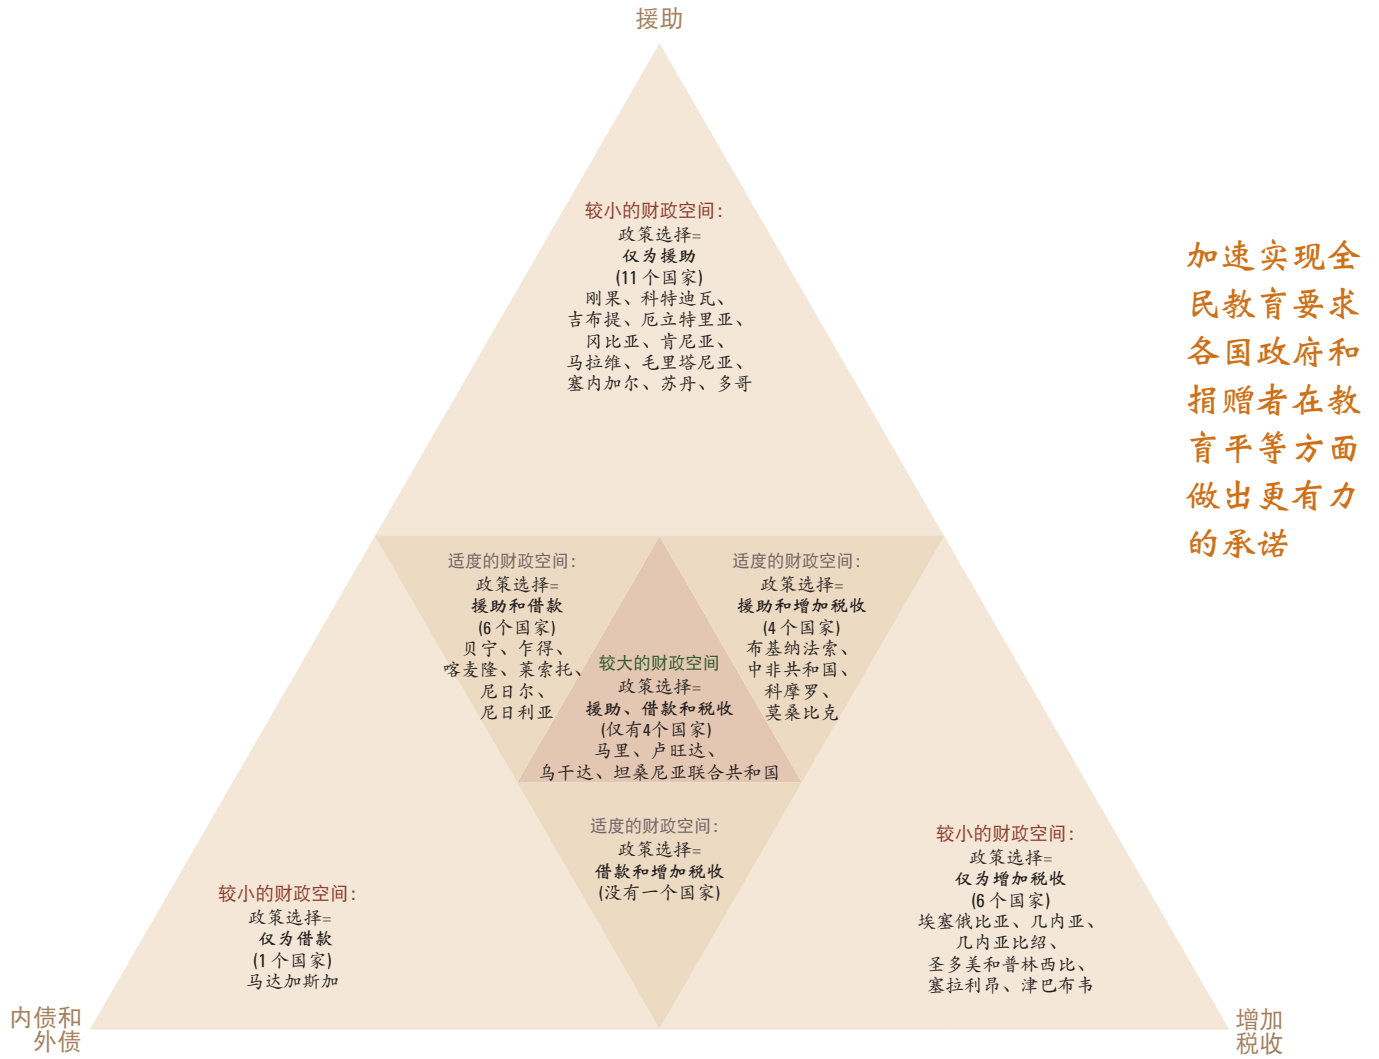 援助
较小的财政空间：
政策选择=
仅为援助
(11 个国家)
刚果、科特迪瓦、
吉布提、厄立特里亚、
冈比亚、肯尼亚、
马拉维、毛里塔尼亚、
塞内加尔、苏丹、多哥
加速实现全
民教育要求
各国政府和
捐赠者在教
育平等方面
做出更有力
的承诺
适度的财政空间：
政策选择=
援助和借款
(6 个国家)
贝宁、乍得、
喀麦隆、莱索托、
尼日尔、
尼日利亚
适度的财政空间：
政策选择=
援助和增加税收
(4 个国家)
布基纳法索、
中非共和国、
科摩罗、
莫桑比克
较大的财政空间
政策选择=
援助、借款和税收
(仅有4个国家)
马里、卢旺达、
乌干达、坦桑尼亚联合共和国
适度的财政空间：
政策选择=
借款和增加税收
(没有一个国家)
较小的财政空间：
政策选择=
仅为借款
(1 个国家)
马达加斯加
较小的财政空间：
政策选择=
仅为增加税收
(6 个国家)
埃塞俄比亚、几内亚、
几内亚比绍、
圣多美和普林西比、
塞拉利昂、津巴布韦
内债和
外债
增加
税收